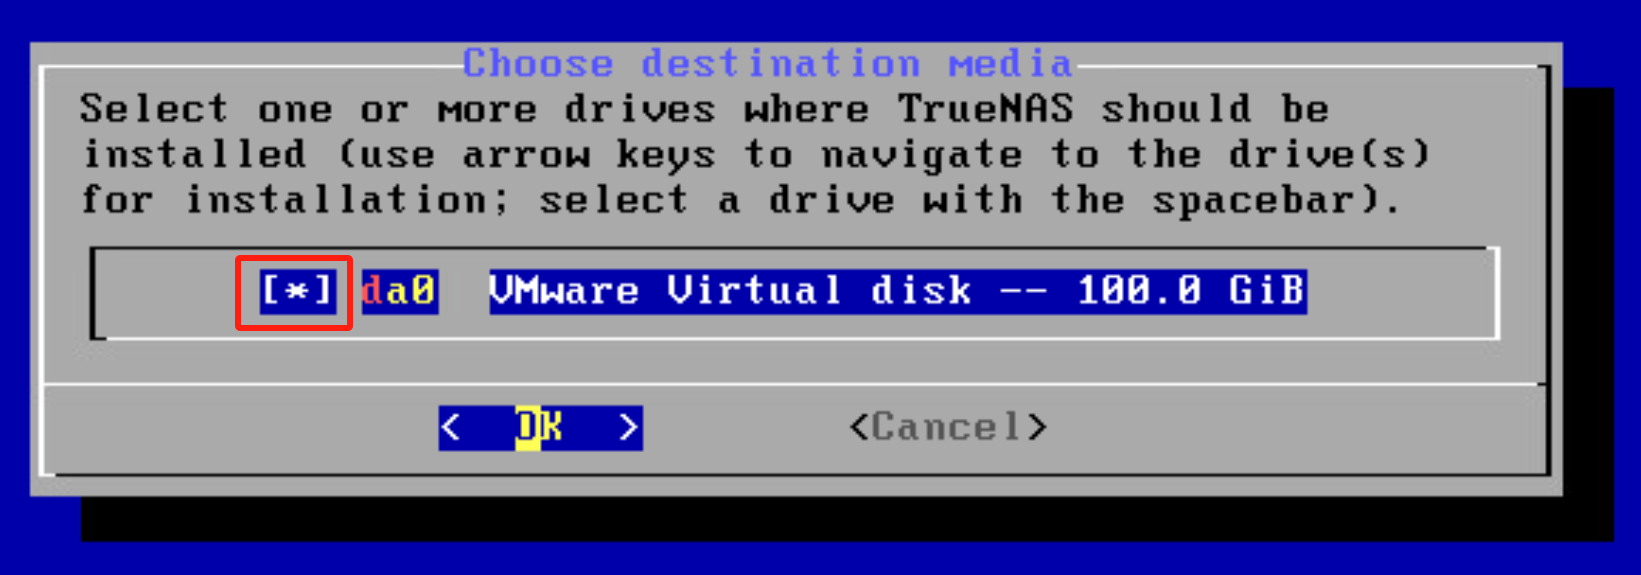 Choose destination media
Select one or more drives where TrueNAS should be
installed (use arrow keys to navigate to the drive(s)
for installation; select a drive with the spacebar).
[*] da0 VMware Virtual disk -- 100.0 GiB
< OK > <Cancel>